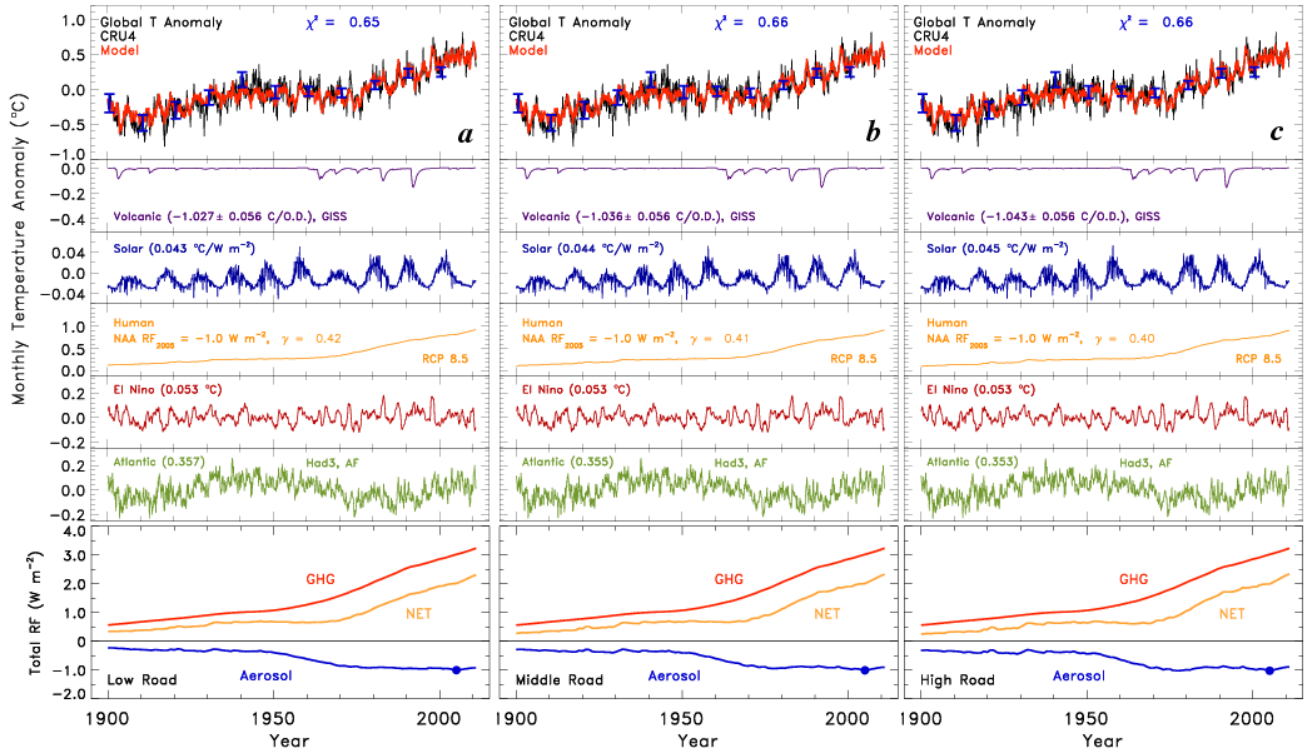 Monthly Temperature Anomaly (°C)
Total RF (W m⁻²)
1.0
0.5
0.0
−0.5
−1.0
Global T Anomaly
CRU4
Model
χ² = 0.65
a
−0.0
−0.2
−0.4
Volcanic (−1.027± 0.056 C/O.D.), GISS
0.04
0.0
−0.04
Solar (0.043 °C/W m⁻²)
1.0
0.5
0.0
Human
NAA RF₂₀₀₅ = −1.0 W m⁻², γ = 0.42
RCP 8.5
0.2
0.0
−0.2
El Nino (0.053 °C)
0.2
0.0
−0.2
Atlantic (0.357) Had3, AF
4.0
3.0
2.0
1.0
0
−1.0
−2.0
GHG
NET
Aerosol
Low Road
1900 1950 2000
Year
Global T Anomaly
CRU4
Model
χ² = 0.66
b
Volcanic (−1.036± 0.056 C/O.D.), GISS
Solar (0.044 °C/W m⁻²)
Human
NAA RF₂₀₀₅ = −1.0 W m⁻², γ = 0.41
RCP 8.5
El Nino (0.053 °C)
Atlantic (0.355) Had3, AF
GHG
NET
Aerosol
Middle Road
1900 1950 2000
Year
Global T Anomaly
CRU4
Model
χ² = 0.66
c
Volcanic (−1.043± 0.056 C/O.D.), GISS
Solar (0.045 °C/W m⁻²)
Human
NAA RF₂₀₀₅ = −1.0 W m⁻², γ = 0.40
RCP 8.5
El Nino (0.053 °C)
Atlantic (0.353) Had3, AF
GHG
NET
Aerosol
High Road
1900 1950 2000
Year